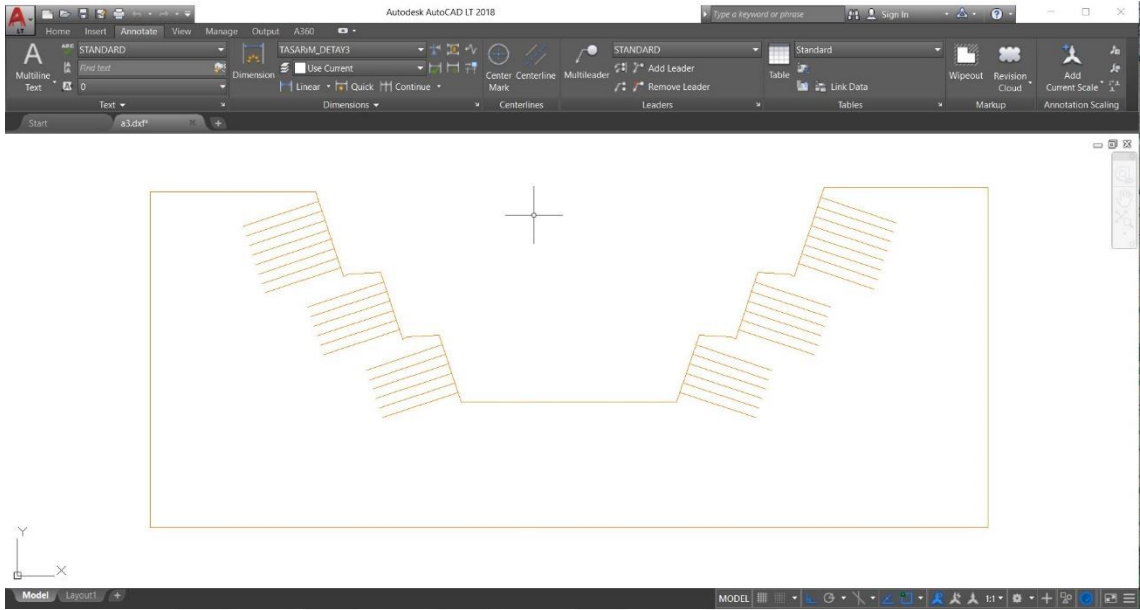 Autodesk AutoCAD LT 2018
Type a keyword or phrase
Sign In
LT
Home Insert Annotate View Manage Output A360
A
Multiline Text
STANDARD
Find text
0
Text
Dimension
TASARıM_DETAY3
Use Current
Linear Quick Continue
Dimensions
Center Mark
Centerline
Centerlines
Multileader
STANDARD
Add Leader
Remove Leader
Leaders
Table
Standard
Link Data
Tables
Wipeout
Revision Cloud
Markup
Add Current Scale
Annotation Scaling
Start a3.dxf*
Y
X
Model Layout1 +
MODEL
1:1